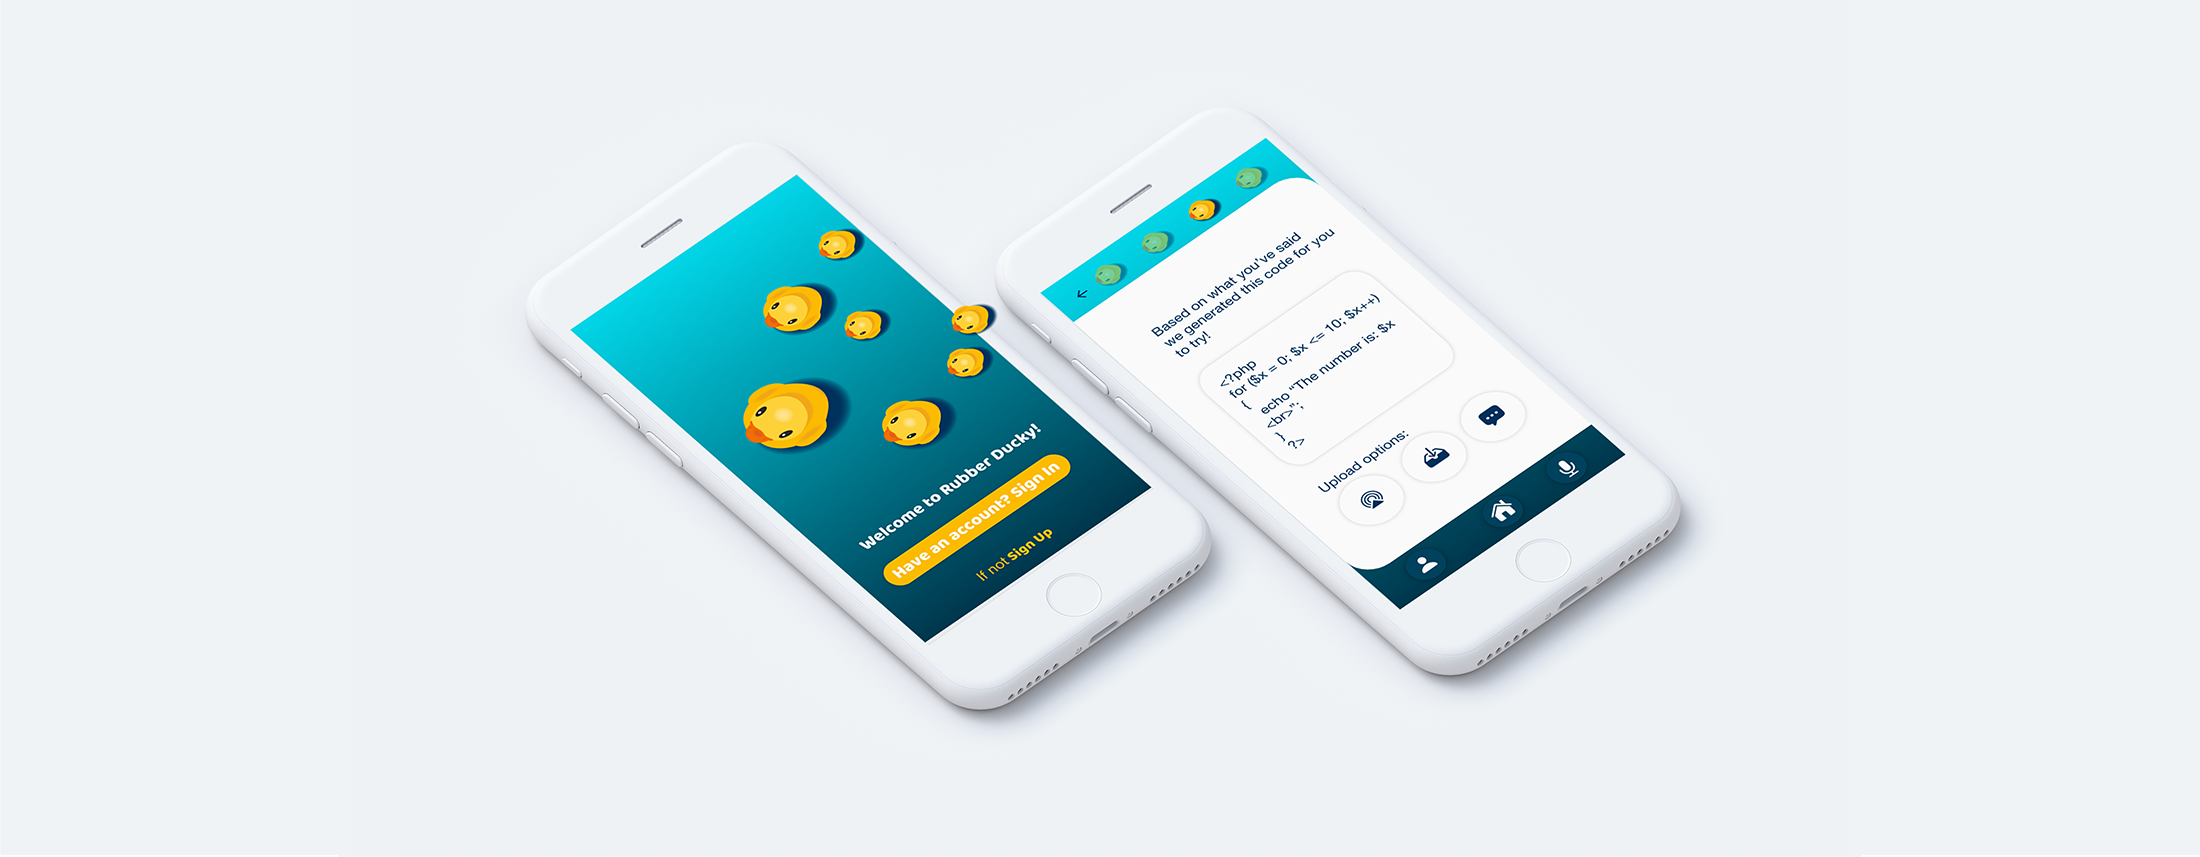 Welcome to Rubber Ducky!
Have an account? Sign In
If not Sign Up
Based on what you've said
we generated this code for you
to try!
<?php
for ($x = 0; $x <= 10; $x++)
{ echo “The number is: $x
<br>”;
}
?>
Upload options: